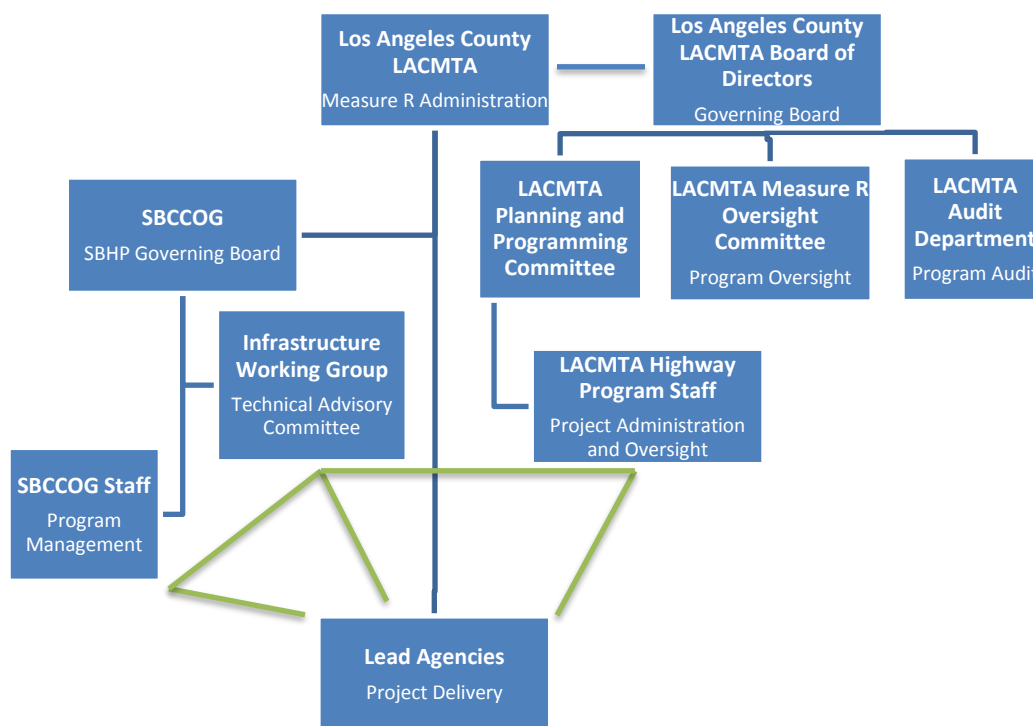 Los Angeles County
LACMTA
Measure R Administration
Los Angeles County
LACMTA Board of
Directors
Governing Board
SBCCOG
SBHP Governing Board
LACMTA
Planning and
Programming
Committee
LACMTA Measure R
Oversight
Committee
Program Oversight
LACMTA
Audit
Department
Program Audit
Infrastructure
Working Group
Technical Advisory
Committee
LACMTA Highway
Program Staff
Project Administration
and Oversight
SBCCOG Staff
Program
Management
Lead Agencies
Project Delivery